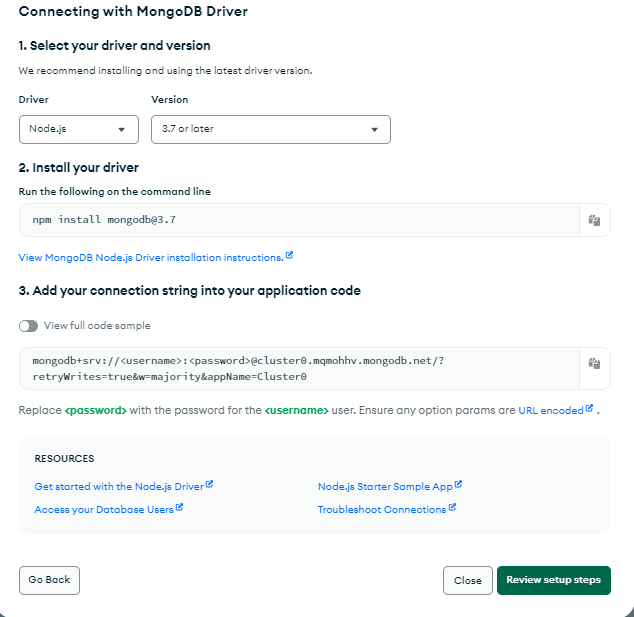 Connecting with MongoDB Driver
1. Select your driver and version
We recommend installing and using the latest driver version.
Driver
Version
Node.js
3.7 or later
2. Install your driver
Run the following on the command line
npm install mongodb@3.7
View MongoDB Node.js Driver installation instructions.
3. Add your connection string into your application code
View full code sample
mongodb+srv://<username>:<password>@cluster0.mqmohhv.mongodb.net/?
retryWrites=true&w=majority&appName=Cluster0
Replace <password> with the password for the <username> user. Ensure any option params are URL encoded .
RESOURCES
Get started with the Node.js Driver
Node.js Starter Sample App
Access your Database Users
Troubleshoot Connections
Go Back
Close
Review setup steps